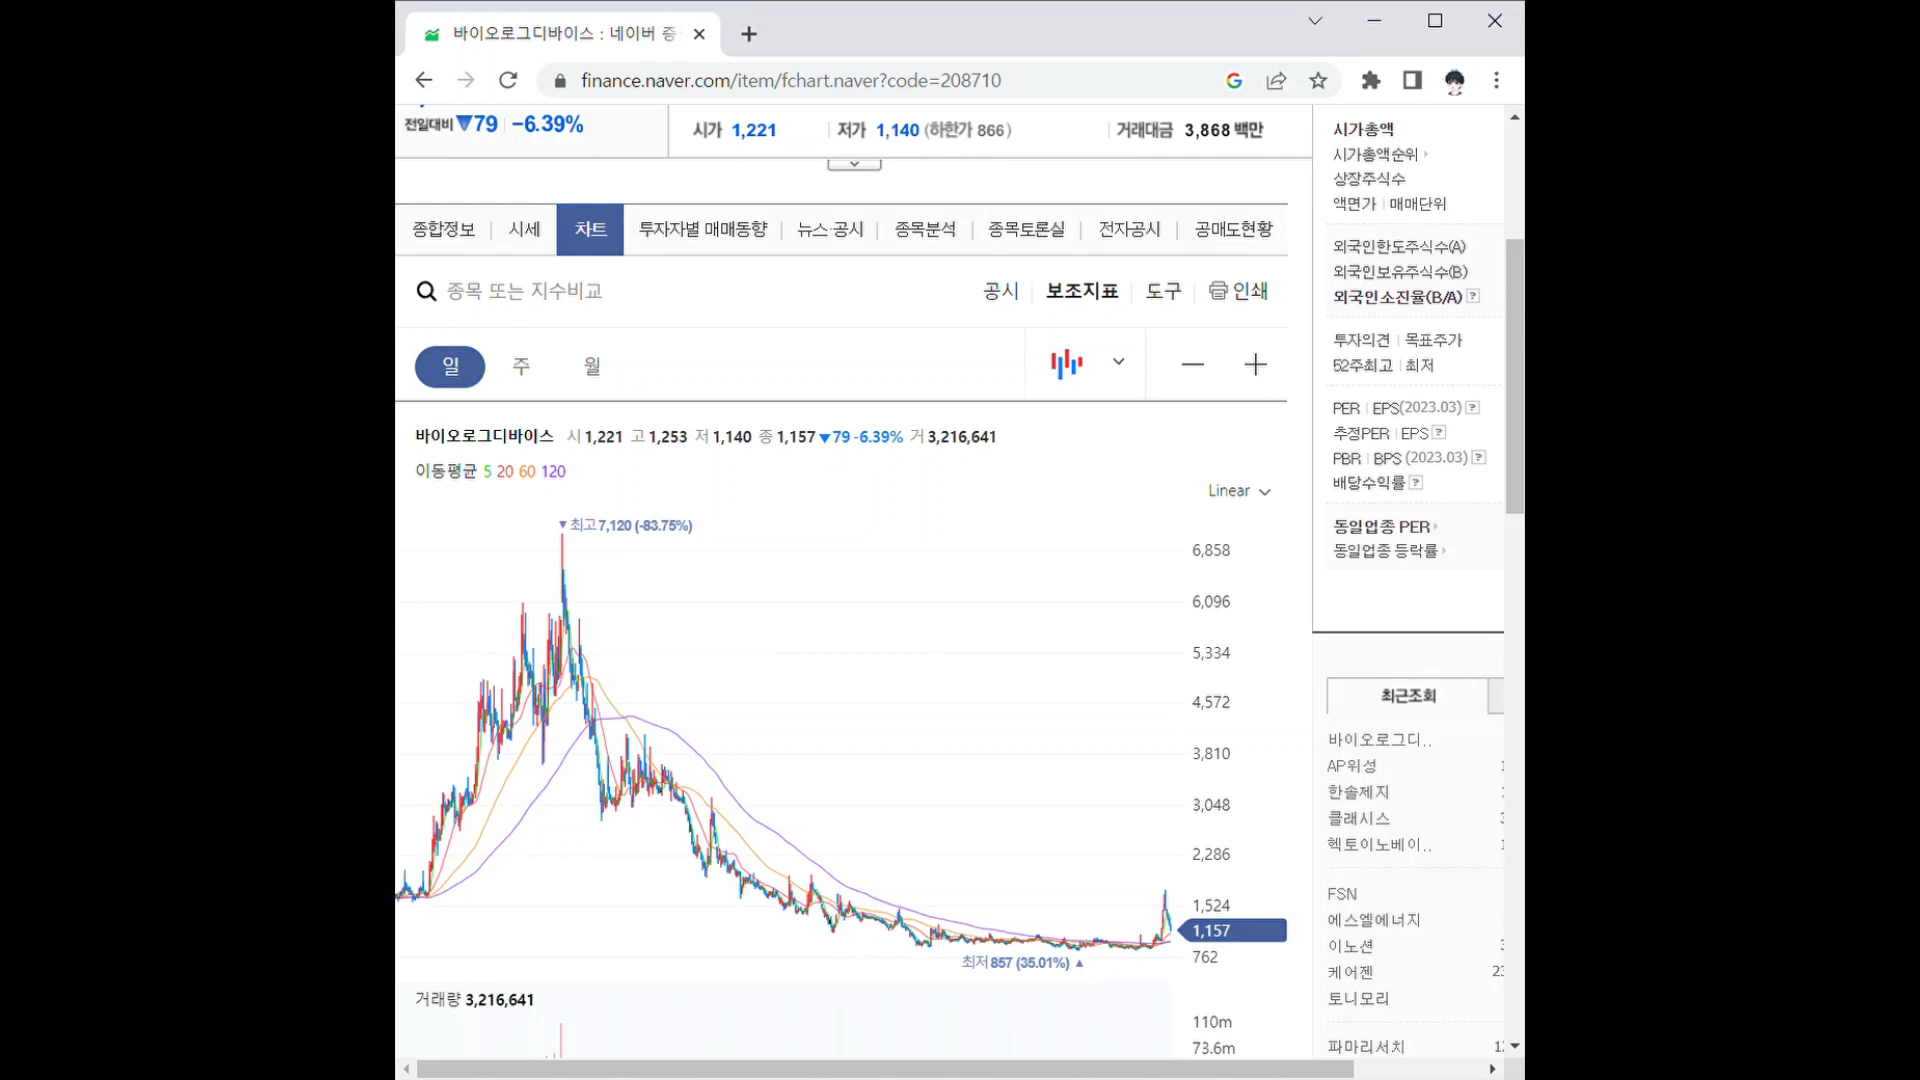 바이오로그디바이스 : 네이버 증
finance.naver.com/item/fchart.naver?code=208710
전일대비 ▼79 | -6.39%
시가 1,221 저가 1,140 (하한가 866) 거래대금 3,868 백만
종합정보 시세 차트 투자자별 매매동향 뉴스·공시 종목분석 종목토론실 전자공시 공매도현황
종목 또는 지수비교
공시 보조지표 도구 인쇄
일 주 월
바이오로그디바이스 시 1,221 고 1,253 저 1,140 종 1,157 ▼79 -6.39% 거 3,216,641
이동평균 5 20 60 120
Linear
▼최고 7,120 (-83.75%)
6,858
6,096
5,334
4,572
3,810
3,048
2,286
1,524
1,157
762
최저 857 (35.01%) ▲
거래량 3,216,641
110m
73.6m
시가총액
시가총액순위
상장주식수
액면가 | 매매단위
외국인한도주식수(A)
외국인보유주식수(B)
외국인소진율(B/A) ?
투자의견 | 목표주가
52주최고 | 최저
PER | EPS(2023.03) ?
추정PER | EPS ?
PBR | BPS (2023.03) ?
배당수익률 ?
동일업종 PER
동일업종 등락률
최근조회
바이오로그디..
AP위성
한솔제지
클래시스
헥토이노베이..
FSN
에스엘에너지
이노션
케어젠
토니모리
파마리서치